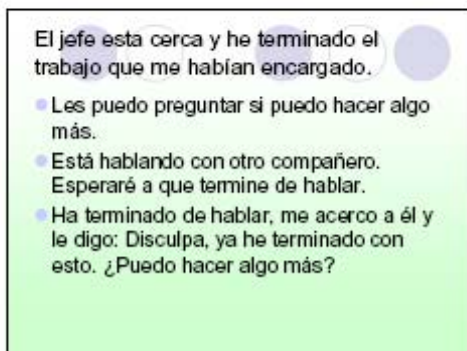 El jefe esta cerca y he terminado el
trabajo que me habían encargado.
Les puedo preguntar si puedo hacer algo
más.
Está hablando con otro compañero.
Esperaré a que termine de hablar.
Ha terminado de hablar, me acerco a él y
le digo: Disculpa, ya he terminado con
esto. ¿Puedo hacer algo más?